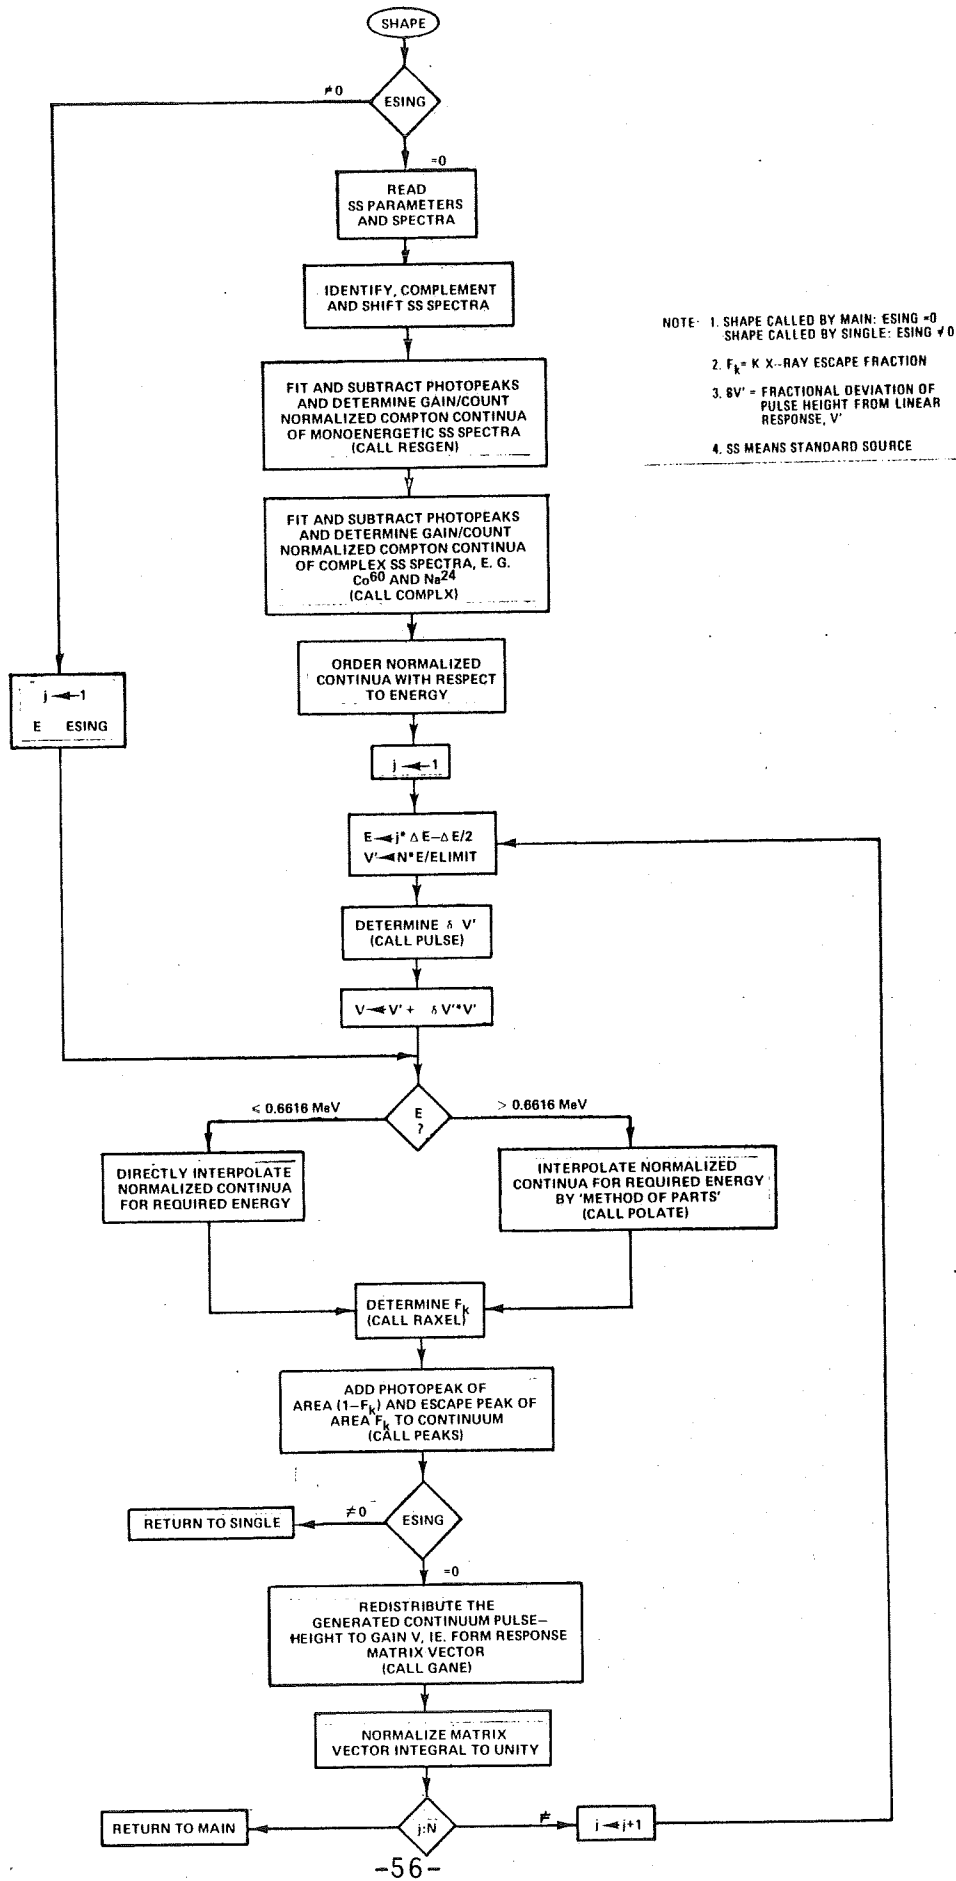 SHAPE
≠0
ESING
=0
READ
SS PARAMETERS
AND SPECTRA
IDENTIFY, COMPLEMENT
AND SHIFT SS SPECTRA
NOTE: 1. SHAPE CALLED BY MAIN: ESING =0
SHAPE CALLED BY SINGLE: ESING ≠0
2. Fk= K X--RAY ESCAPE FRACTION
3. δV' = FRACTIONAL DEVIATION OF
PULSE HEIGHT FROM LINEAR
RESPONSE, V'
4. SS MEANS STANDARD SOURCE
FIT AND SUBTRACT PHOTOPEAKS
AND DETERMINE GAIN/COUNT
NORMALIZED COMPTON CONTINUA
OF MONOENERGETIC SS SPECTRA
(CALL RESGEN)
FIT AND SUBTRACT PHOTOPEAKS
AND DETERMINE GAIN/COUNT
NORMALIZED COMPTON CONTINUA
OF COMPLEX SS SPECTRA, E. G.
Co60 AND Na24
(CALL COMPLX)
ORDER NORMALIZED
CONTINUA WITH RESPECT
TO ENERGY
j←1
E ESING
j←1
E←j* ΔE—ΔE/2
V'←N*E/ELIMIT
DETERMINE δ V'
(CALL PULSE)
V←V' + δ V'*V'
≤ 0.6616 MeV
E
?
> 0.6616 MeV
DIRECTLY INTERPOLATE
NORMALIZED CONTINUA
FOR REQUIRED ENERGY
INTERPOLATE NORMALIZED
CONTINUA FOR REQUIRED ENERGY
BY 'METHOD OF PARTS'
(CALL POLATE)
DETERMINE Fk
(CALL RAXEL)
ADD PHOTOPEAK OF
AREA (1—Fk) AND ESCAPE PEAK OF
AREA Fk TO CONTINUUM
(CALL PEAKS)
RETURN TO SINGLE
≠0
ESING
=0
REDISTRIBUTE THE
GENERATED CONTINUUM PULSE—
HEIGHT TO GAIN V, IE. FORM RESPONSE
MATRIX VECTOR
(CALL GANE)
NORMALIZE MATRIX
VECTOR INTEGRAL TO UNITY
RETURN TO MAIN
j:N
≠
j←j+1
-56-